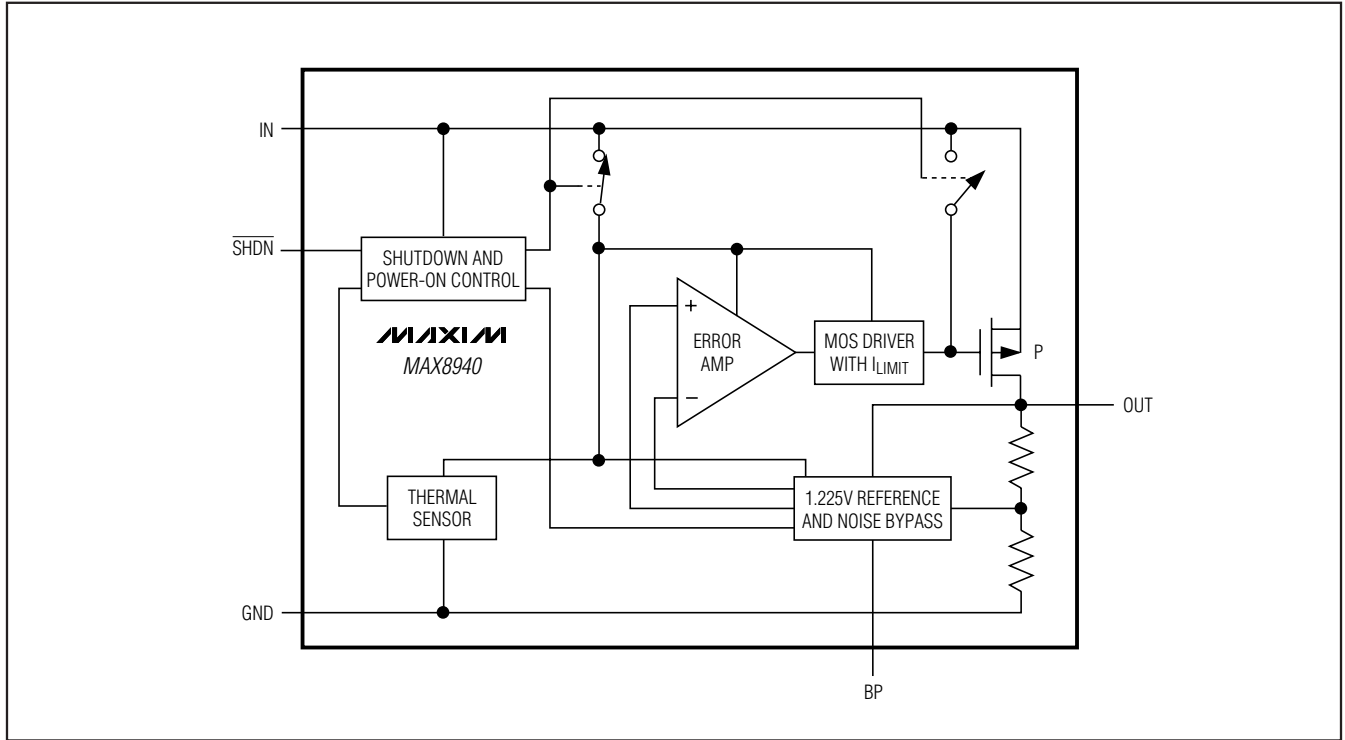 IN
SHDN
SHUTDOWN AND
POWER-ON CONTROL
MAXIM
MAX8940
+
ERROR
AMP
−
MOS DRIVER
WITH ILIMIT
P
OUT
THERMAL
SENSOR
1.225V REFERENCE
AND NOISE BYPASS
GND
BP